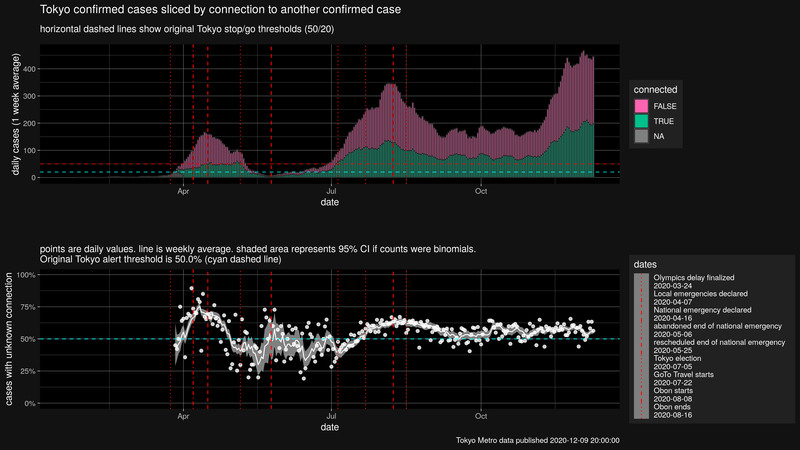 Tokyo confirmed cases sliced by connection to another confirmed case
horizontal dashed lines show original Tokyo stop/go thresholds (50/20)
daily cases (1 week average)
400
300
200
100
0
Apr
Jul
Oct
date
connected
FALSE
TRUE
NA
points are daily values. line is weekly average. shaded area represents 95% CI if counts were binomials.
Original Tokyo alert threshold is 50.0% (cyan dashed line)
cases with unknown connection
100%
75%
50%
25%
0%
Apr
Jul
Oct
date
dates
Olympics delay finalized
2020-03-24
Local emergencies declared
2020-04-07
National emergency declared
2020-04-16
abandoned end of national emergency
2020-05-06
rescheduled end of national emergency
2020-05-25
Tokyo election
2020-07-05
GoTo Travel starts
2020-07-22
Obon starts
2020-08-08
Obon ends
2020-08-16
Tokyo Metro data published 2020-12-09 20:00:00